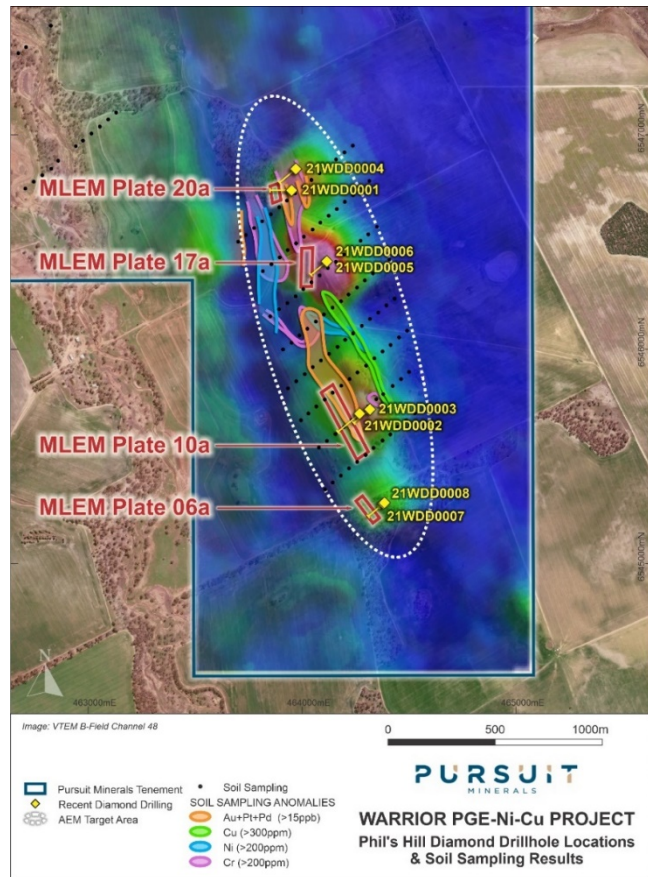 6547000mN
21WDD0004
MLEM Plate 20a
21WDD0001
21WDD0006
MLEM Plate 17a
21WDD0005
6546000mN
21WDD0003
21WDD0002
MLEM Plate 10a
21WDD0008
MLEM Plate 06a
21WDD0007
6545000mN
N
463000mE
464000mE
465000mE
Image: VTEM B-Field Channel 48
0 500 1000m
PURSUIT
MINERALS
Pursuit Minerals Tenement
Recent Diamond Drilling
AEM Target Area
Soil Sampling
SOIL SAMPLING ANOMALIES
Au+Pt+Pd (>15ppb)
Cu (>300ppm)
Ni (>200ppm)
Cr (>200ppm)
WARRIOR PGE-Ni-Cu PROJECT
Phil's Hill Diamond Drillhole Locations
& Soil Sampling Results